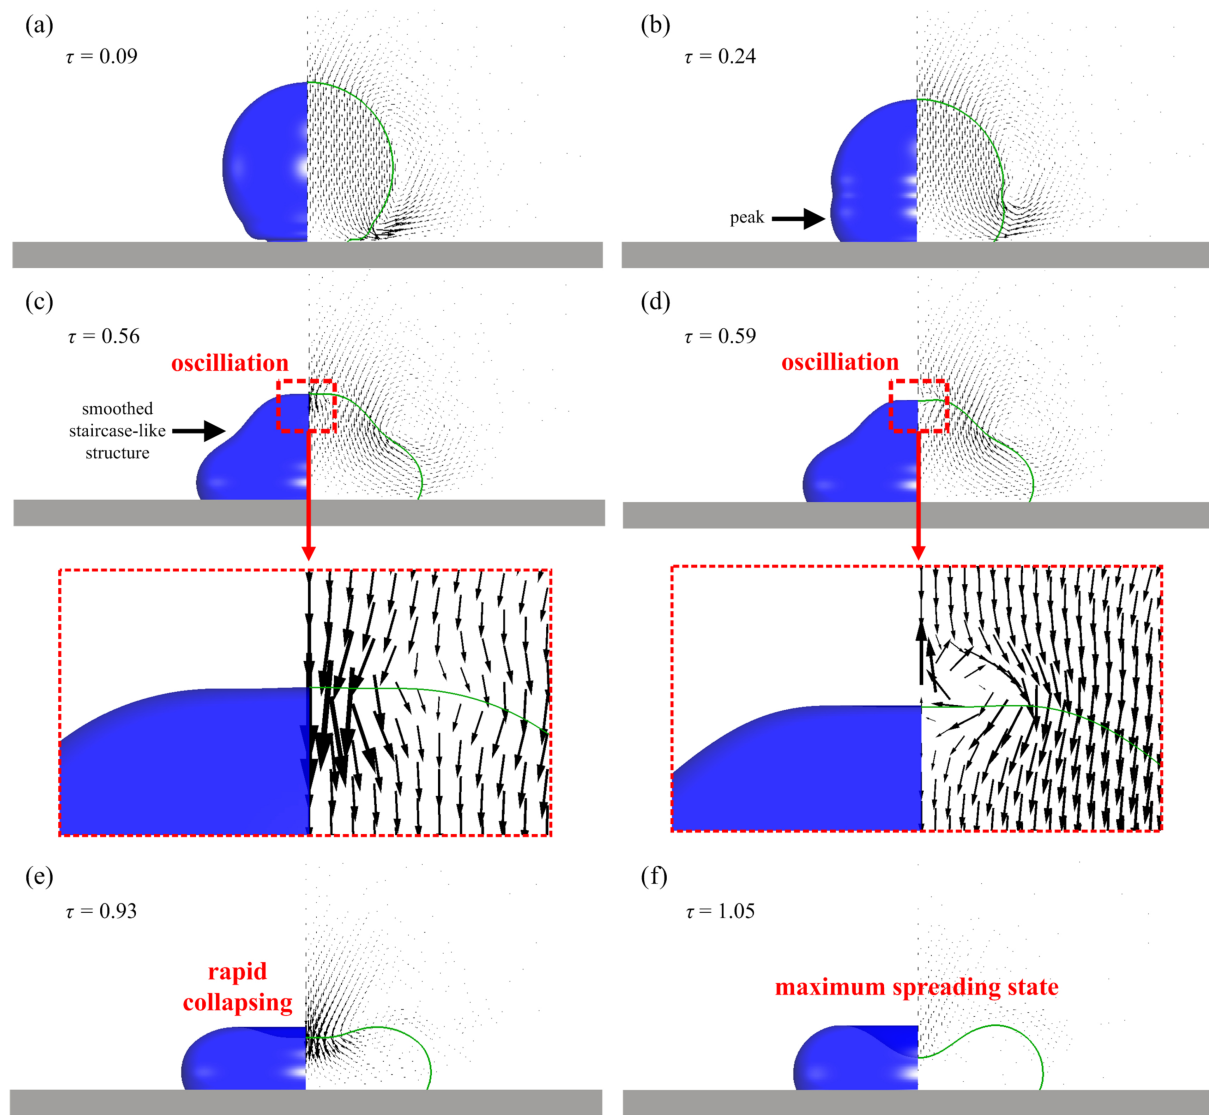 (a)
τ = 0.09
(b)
τ = 0.24
peak
(c)
τ = 0.56
oscilliation
smoothed
staircase-like
structure
(d)
τ = 0.59
oscilliation
(e)
τ = 0.93
rapid
collapsing
(f)
τ = 1.05
maximum spreading state